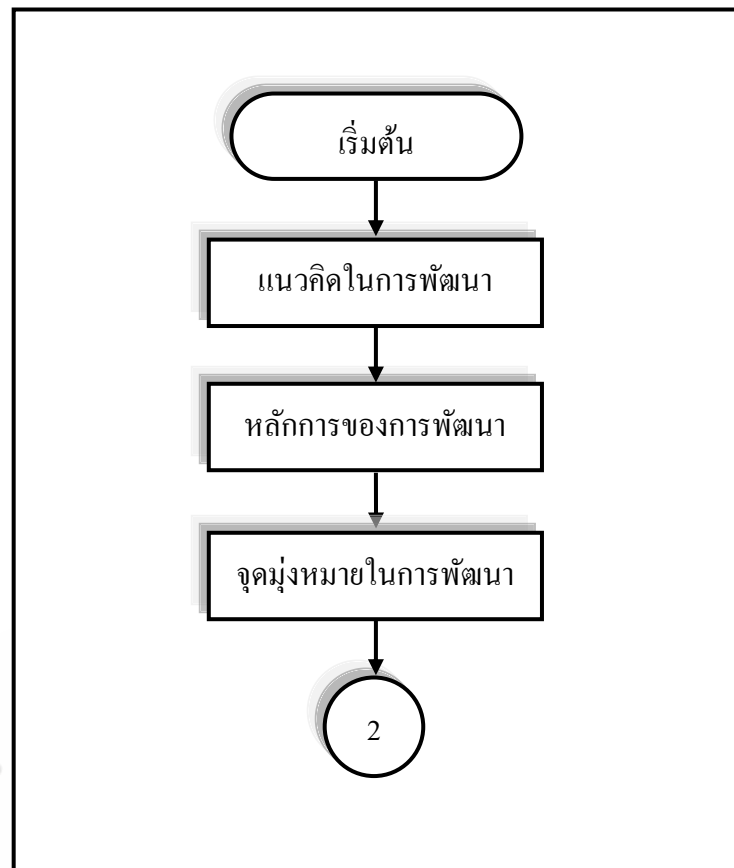 เริ่มต้น
แนวคิดในการพัฒนา
หลักการของการพัฒนา
จุดมุ่งหมายในการพัฒนา
2